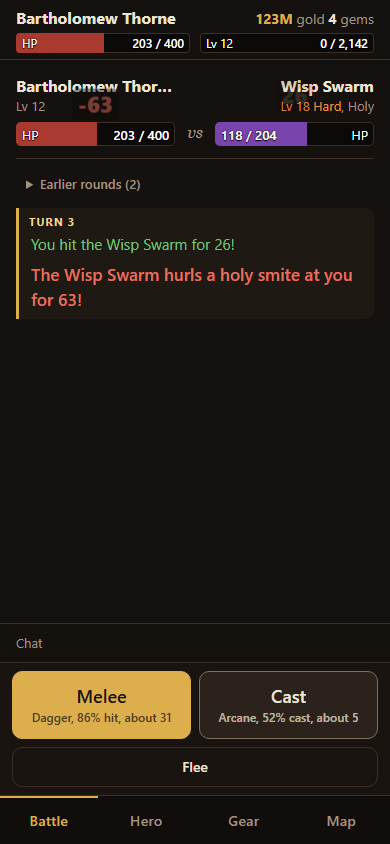 Bartholomew Thorne
123M gold 4 gems
HP 203 / 400
Lv 12 0 / 2,142
Bartholomew Thor...
Wisp Swarm
Lv 12
-63
26
Lv 18 Hard, Holy
HP 203 / 400
vs
118 / 204 HP
▶ Earlier rounds (2)
TURN 3
You hit the Wisp Swarm for 26!
The Wisp Swarm hurls a holy smite at you
for 63!
Chat
Melee
Dagger, 86% hit, about 31
Cast
Arcane, 52% cast, about 5
Flee
Battle
Hero
Gear
Map